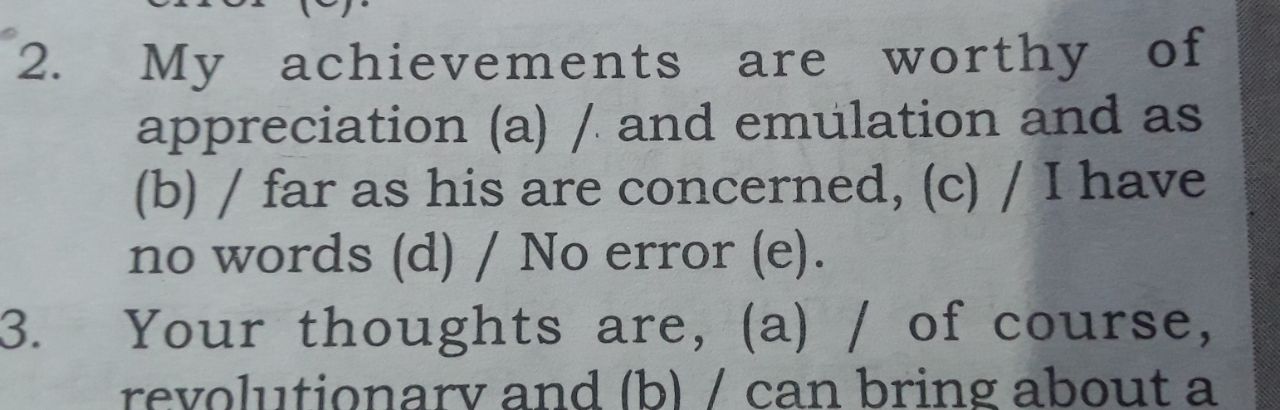 error (e).
2. My achievements are worthy of
appreciation (a) / and emulation and as
(b) / far as his are concerned, (c) / I have
no words (d) / No error (e).
3. Your thoughts are, (a) / of course,
revolutionary and (b) / can bring about a